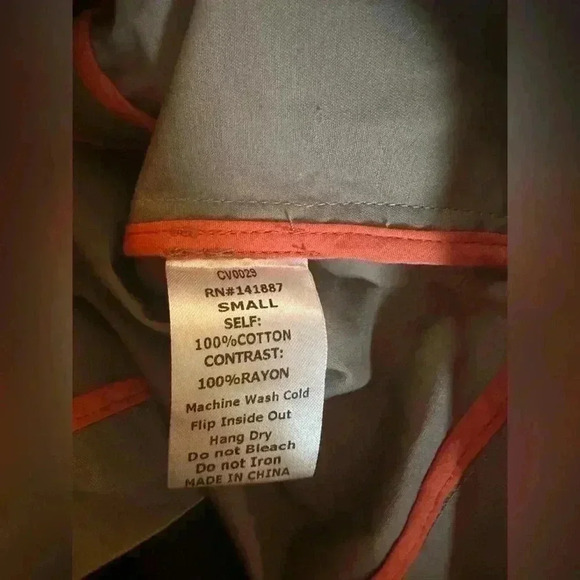 CV0029
RN#141887
SMALL
SELF:
100%COTTON
CONTRAST:
100%RAYON
Machine Wash Cold
Flip Inside Out
Hang Dry
Do not Bleach
Do not Iron
MADE IN CHINA